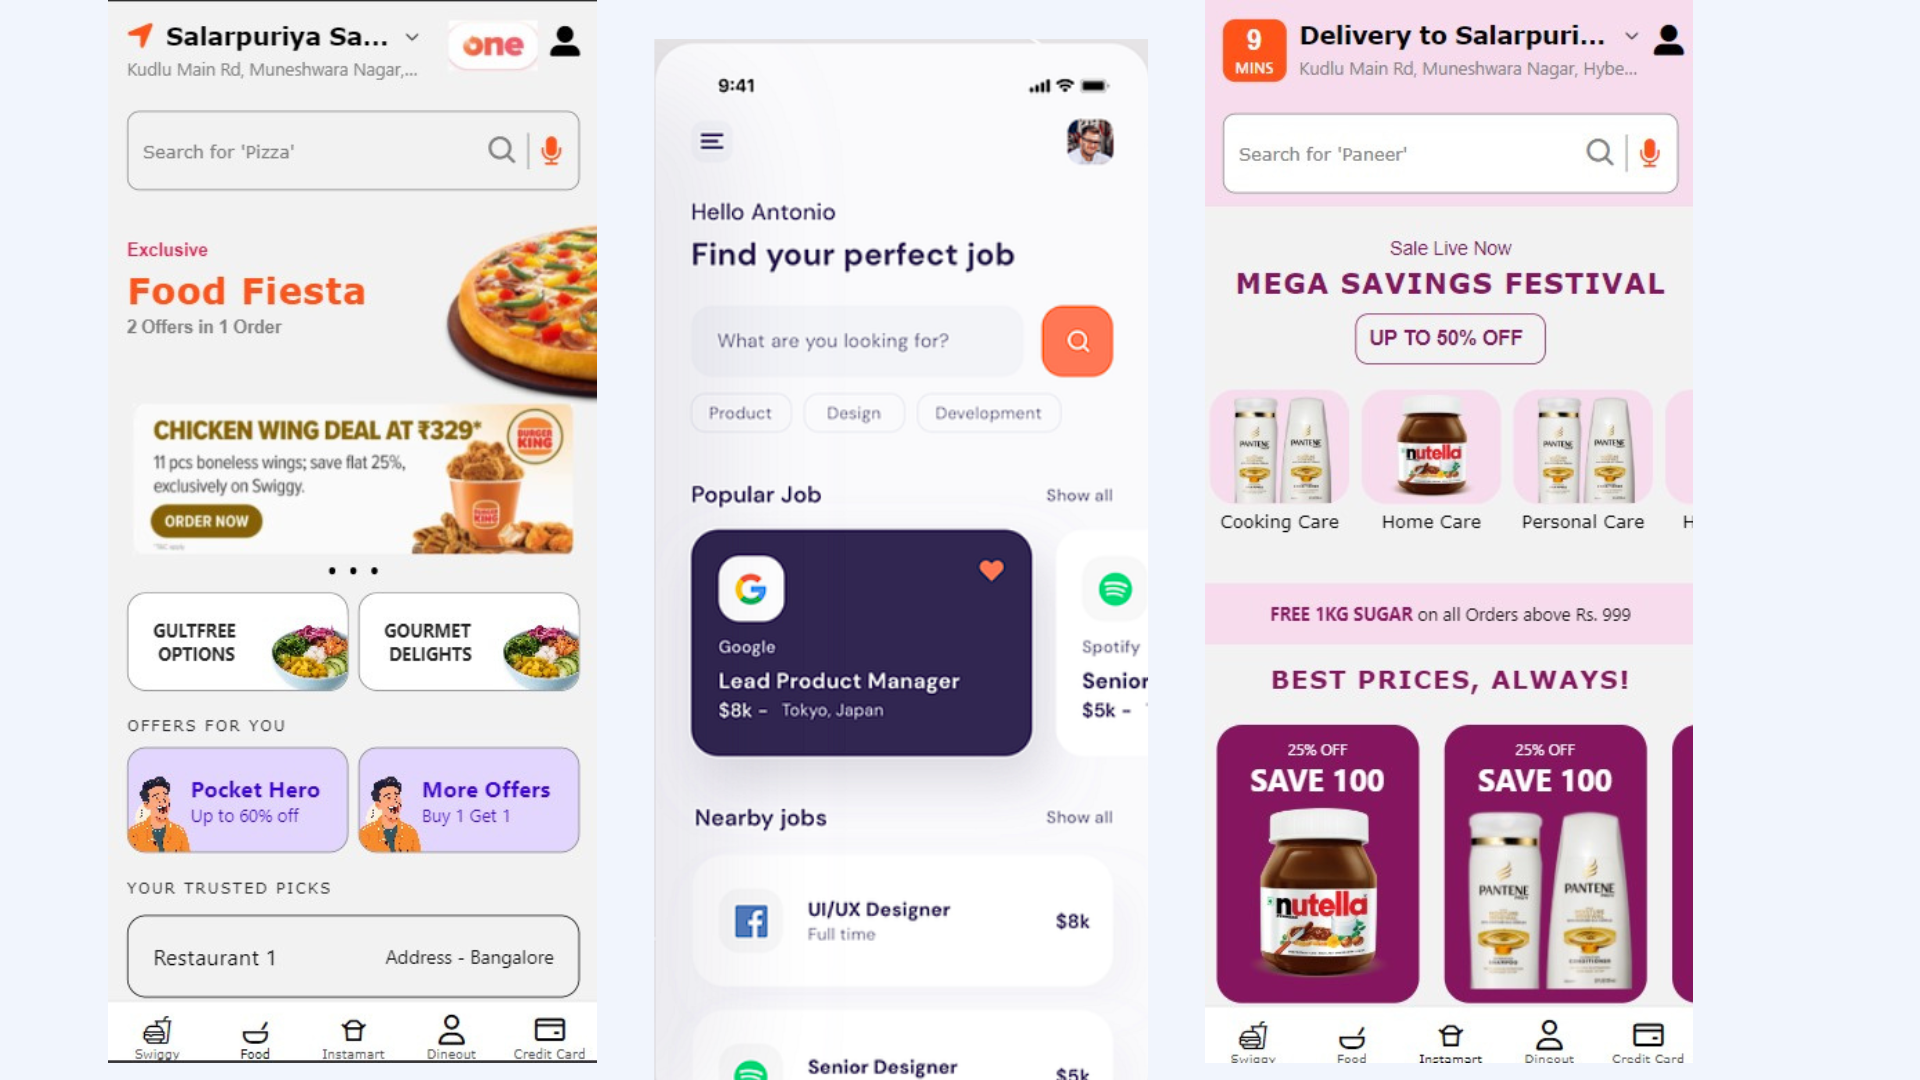 Salarpuriya Sa...
one
Kudlu Main Rd, Muneshwara Nagar,...
Search for 'Pizza'
Exclusive
Food Fiesta
2 Offers in 1 Order
CHICKEN WING DEAL AT ₹329*
BURGER
KING
11 pcs boneless wings; save flat 25%,
exclusively on Swiggy.
ORDER NOW
GULTFREE
OPTIONS
GOURMET
DELIGHTS
OFFERS FOR YOU
Pocket Hero
Up to 60% off
More Offers
Buy 1 Get 1
YOUR TRUSTED PICKS
Restaurant 1
Address - Bangalore
Swiggy
Food
Instamart
Dineout
Credit Card
9:41
Hello Antonio
Find your perfect job
What are you looking for?
Product
Design
Development
Popular Job
Show all
Google
Lead Product Manager
$8k - Tokyo, Japan
Spotify
Senior
$5k -
Nearby jobs
Show all
UI/UX Designer
Full time
$8k
Senior Designer
$5k
9
MINS
Delivery to Salarpuri...
Kudlu Main Rd, Muneshwara Nagar, Hybe...
Search for 'Paneer'
Sale Live Now
MEGA SAVINGS FESTIVAL
UP TO 50% OFF
PANTENE
PANTENE
nutella
PANTENE
PANTENE
Cooking Care
Home Care
Personal Care
H
FREE 1KG SUGAR on all Orders above Rs. 999
BEST PRICES, ALWAYS!
25% OFF
SAVE 100
nutella
25% OFF
SAVE 100
PANTENE
PANTENE
SHAMPOO
CONDITIONER
Swiggy
Food
Instamart
Dineout
Credit Card